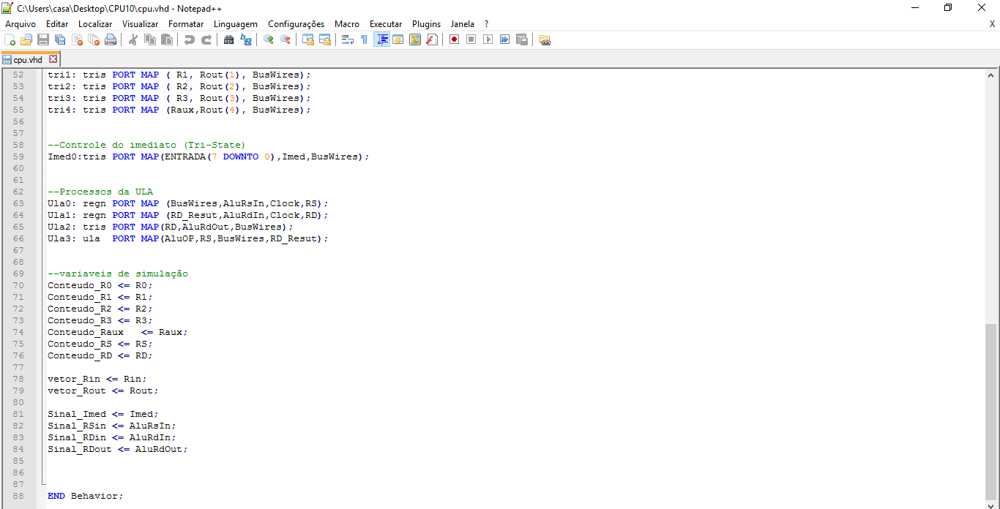 C:\Users\casa\Desktop\CPU10\cpu.vhd - Notepad++
Arquivo Editar Localizar Visualizar Formatar Linguagem Configurações Macro Executar Plugins Janela ? X
cpu.vhd
52 tri1: tris PORT MAP ( R1, Rout(1), BusWires);
53 tri2: tris PORT MAP ( R2, Rout(2), BusWires);
54 tri3: tris PORT MAP ( R3, Rout(3), BusWires);
55 tri4: tris PORT MAP (Raux,Rout(4), BusWires);
56
57
58 --Controle do imediato (Tri-State)
59 Imed0:tris PORT MAP(ENTRADA(7 DOWNTO 0),Imed,BusWires);
60
61
62 --Processos da ULA
63 Ula0: regn PORT MAP (BusWires,AluRsIn,Clock,RS);
64 Ula1: regn PORT MAP (RD_Resut,AluRdIn,Clock,RD);
65 Ula2: tris PORT MAP(RD,AluRdOut,BusWires);
66 Ula3: ula  PORT MAP(AluOP,RS,BusWires,RD_Resut);
67
68
69 --variaveis de simulação
70 Conteudo_R0 <= R0;
71 Conteudo_R1 <= R1;
72 Conteudo_R2 <= R2;
73 Conteudo_R3 <= R3;
74 Conteudo_Raux   <= Raux;
75 Conteudo_RS <= RS;
76 Conteudo_RD <= RD;
77
78 vetor_Rin <= Rin;
79 vetor_Rout <= Rout;
80
81 Sinal_Imed <= Imed;
82 Sinal_RSin <= AluRsIn;
83 Sinal_RDin <= AluRdIn;
84 Sinal_RDout <= AluRdOut;
85
86
87
88 END Behavior;